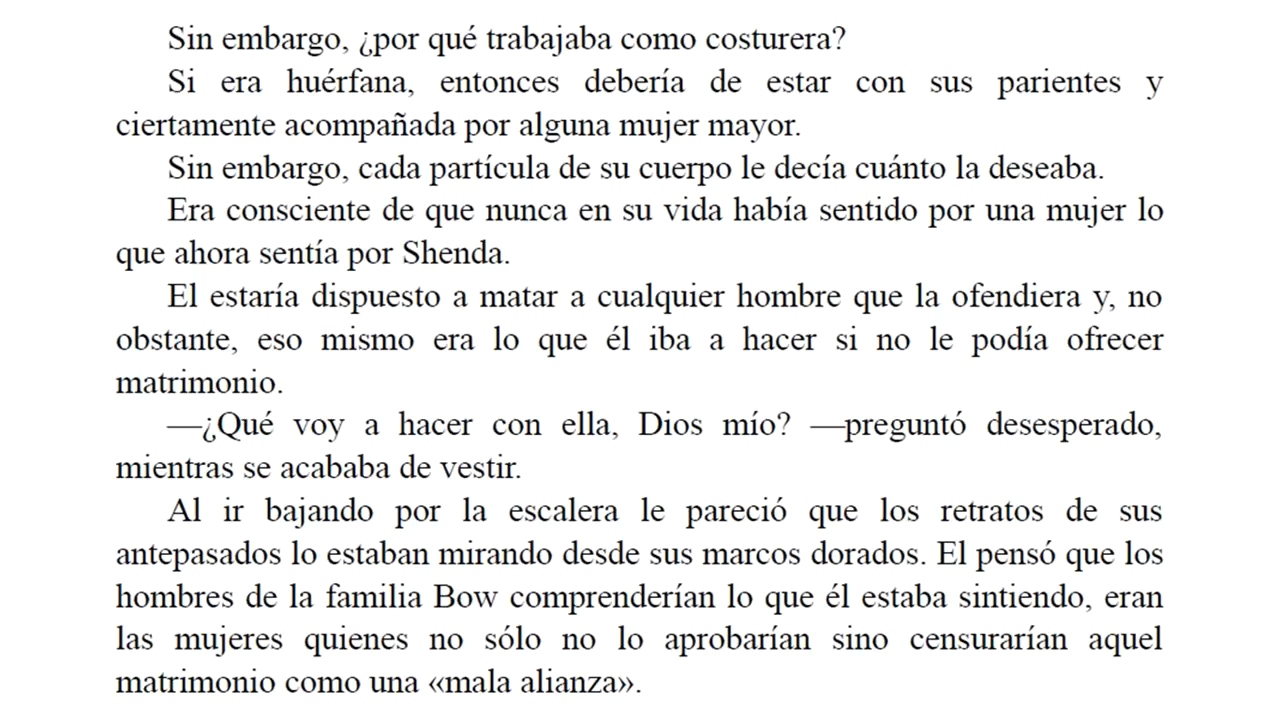 Sin embargo, ¿por qué trabajaba como costurera?
Si era huérfana, entonces debería de estar con sus parientes y
ciertamente acompañada por alguna mujer mayor.
Sin embargo, cada partícula de su cuerpo le decía cuánto la deseaba.
Era consciente de que nunca en su vida había sentido por una mujer lo
que ahora sentía por Shenda.
El estaría dispuesto a matar a cualquier hombre que la ofendiera y, no
obstante, eso mismo era lo que él iba a hacer si no le podía ofrecer
matrimonio.
—¿Qué voy a hacer con ella, Dios mío? —preguntó desesperado,
mientras se acababa de vestir.
Al ir bajando por la escalera le pareció que los retratos de sus
antepasados lo estaban mirando desde sus marcos dorados. El pensó que los
hombres de la familia Bow comprenderían lo que él estaba sintiendo, eran
las mujeres quienes no sólo no lo aprobarían sino censurarían aquel
matrimonio como una «mala alianza».